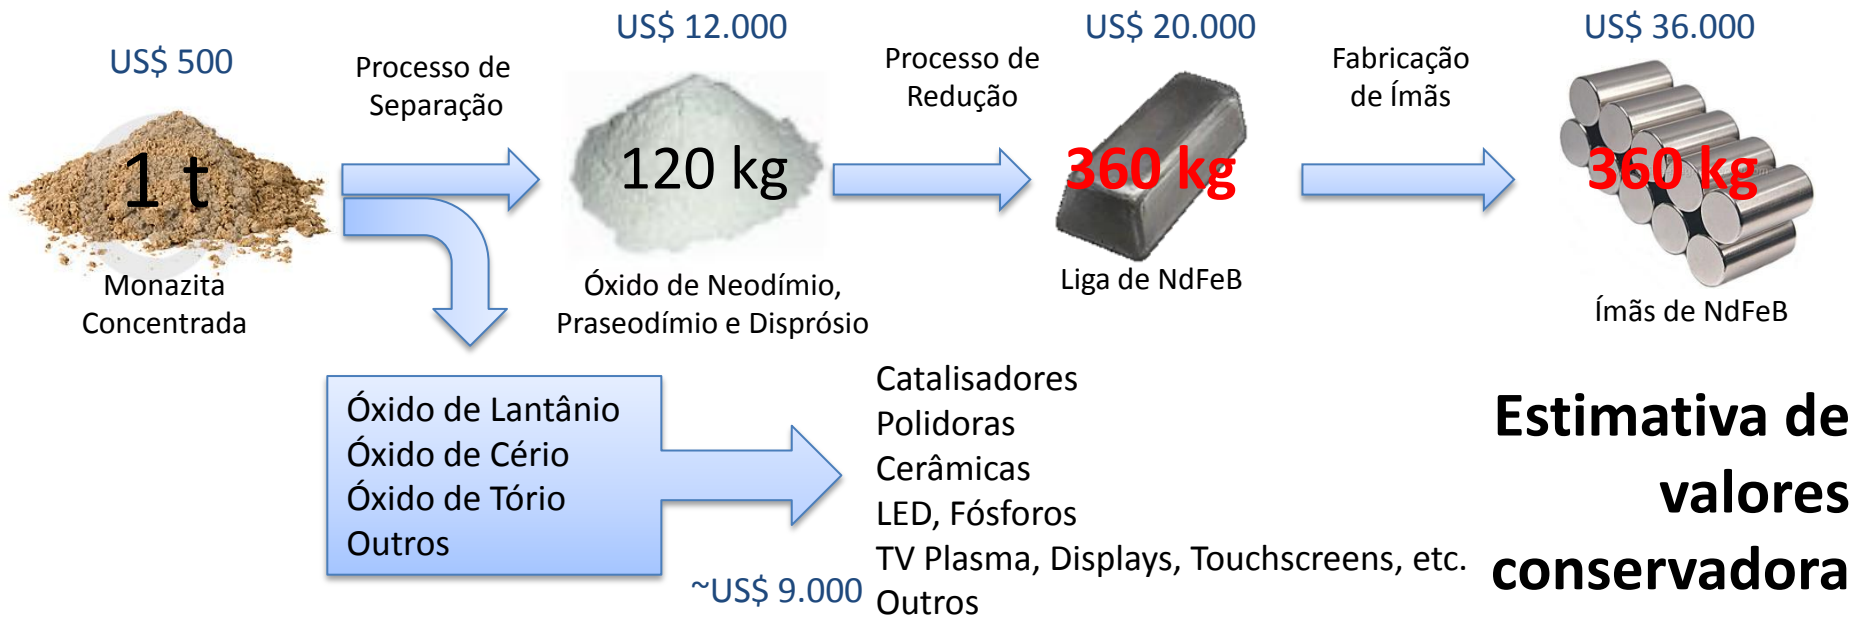 US$ 500
1 t
Monazita
Concentrada
Processo de
Separação
US$ 12.000
120 kg
Óxido de Neodímio,
Praseodímio e Disprósio
Processo de
Redução
US$ 20.000
360 kg
Liga de NdFeB
Fabricação
de Ímãs
US$ 36.000
360 kg
Ímãs de NdFeB
Óxido de Lantânio
Óxido de Cério
Óxido de Tório
Outros
~US$ 9.000
Catalisadores
Polidoras
Cerâmicas
LED, Fósforos
TV Plasma, Displays, Touchscreens, etc.
Outros
Estimativa de
valores
conservadora